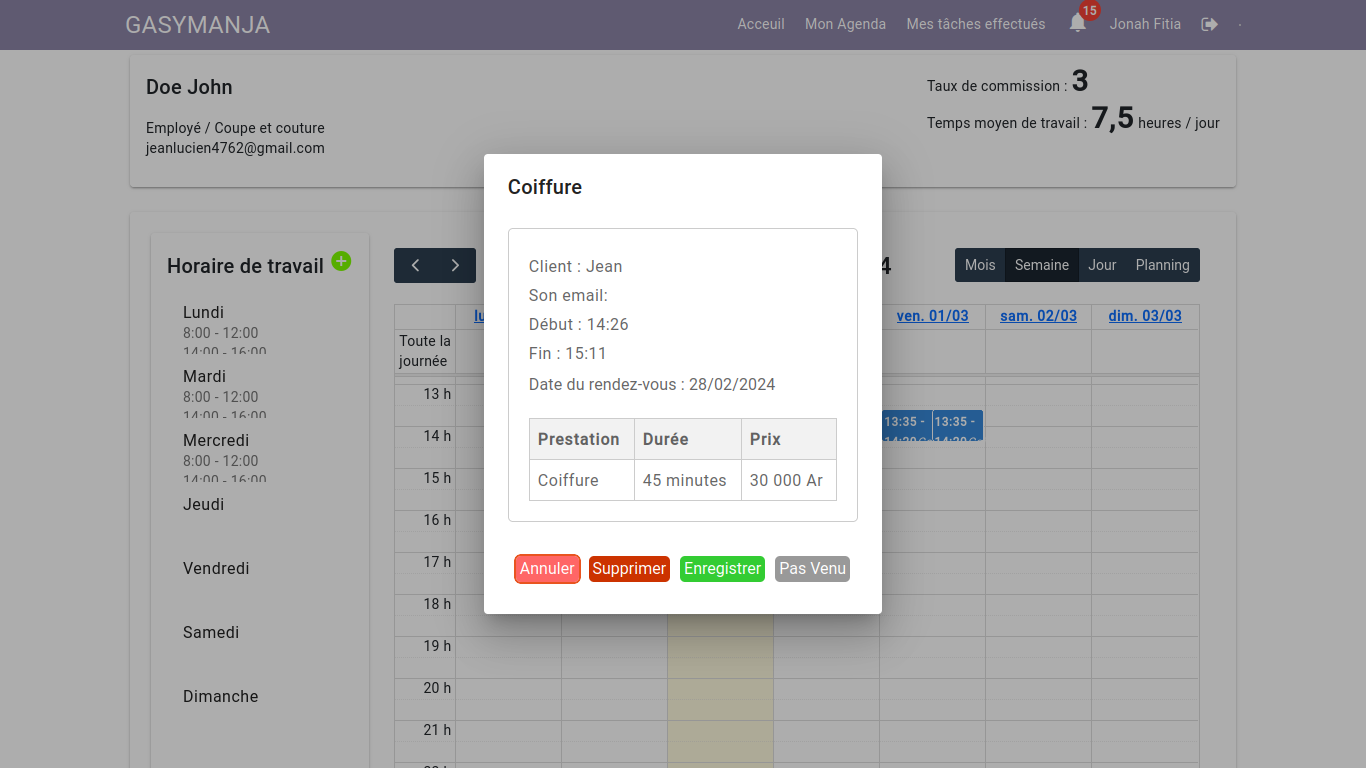 GASYMANJA
Acceuil Mon Agenda Mes tâches effectués 15 Jonah Fitia
Doe John
Employé / Coupe et couture
jeanlucien4762@gmail.com
Taux de commission : 3
Temps moyen de travail : 7,5 heures / jour
Horaire de travail
Lundi
8:00 - 12:00
14:00 - 16:00
Mardi
8:00 - 12:00
14:00 - 16:00
Mercredi
8:00 - 12:00
14:00 - 16:00
Jeudi
Vendredi
Samedi
Dimanche
4
Mois Semaine Jour Planning
lu
ven. 01/03 sam. 02/03 dim. 03/03
Toute la
journée
13 h
14 h
15 h
16 h
17 h
18 h
19 h
20 h
21 h
13:35 - 13:35 -
Coiffure
Client : Jean
Son email:
Début : 14:26
Fin : 15:11
Date du rendez-vous : 28/02/2024
Prestation Durée Prix
Coiffure 45 minutes 30 000 Ar
Annuler Supprimer Enregistrer Pas Venu